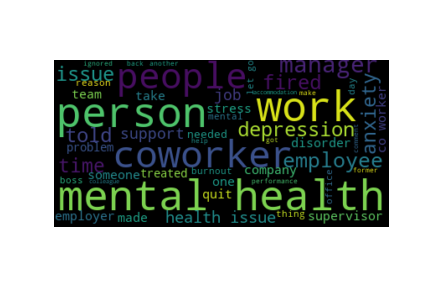 ignored back another
issue people let go manager
reason fired
team take job accommodation make day
person stress work anxiety
mental got co worker
told support needed depression
problem help disorder connect
time coworker employee
someone treated burnout company office former
boss colleague one quit performance
mental health
employer made health issue thing supervisor